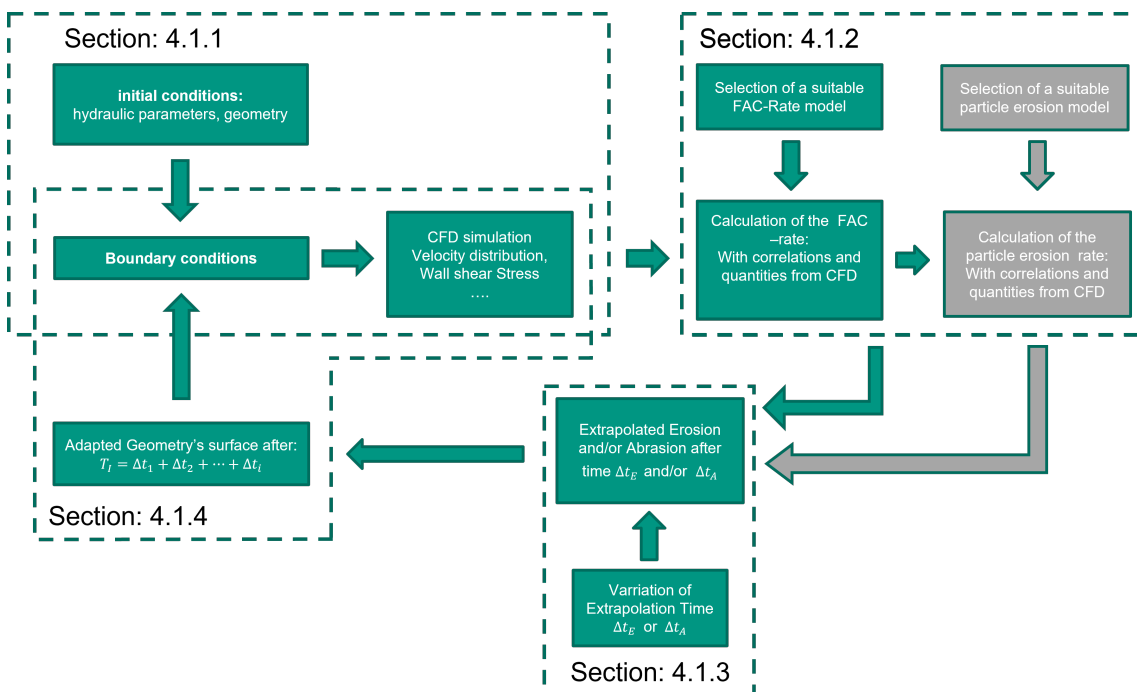 Section: 4.1.1
initial conditions:
hydraulic parameters, geometry
Boundary conditions
CFD simulation
Velocity distribution,
Wall shear Stress
….
Section: 4.1.2
Selection of a suitable
FAC-Rate model
Selection of a suitable
particle erosion model
Calculation of the FAC
–rate:
With correlations and
quantities from CFD
Calculation of the
particle erosion rate:
With correlations and
quantities from CFD
Extrapolated Erosion
and/or Abrasion after
time Δt_E and/or Δt_A
Varriation of
Extrapolation Time
Δt_E or Δt_A
Section: 4.1.3
Adapted Geometry's surface after:
T_I = Δt_1 + Δt_2 + ⋯ + Δt_i
Section: 4.1.4